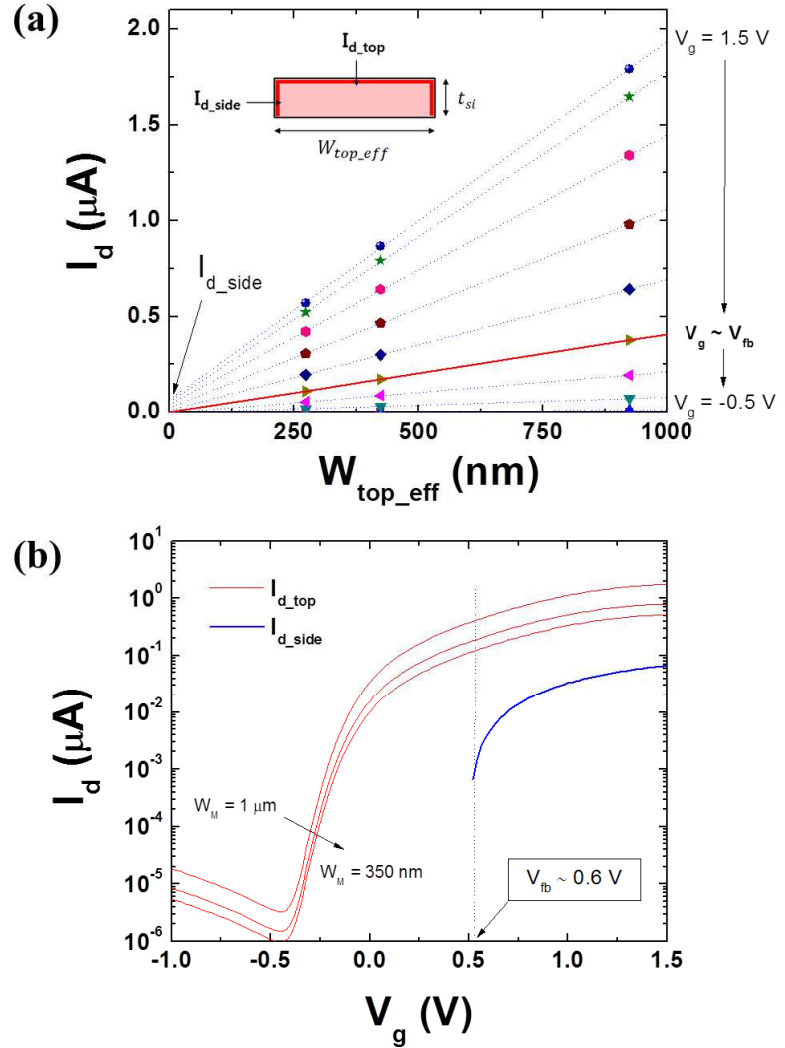 (a)
I_d_top
I_d_side
t_si
W_top_eff
V_g = 1.5 V
V_g ~ V_fb
V_g = -0.5 V
I_d_side
2.0
1.5
1.0
0.5
0.0
I_d (μA)
0 250 500 750 1000
W_top_eff (nm)
(b)
I_d_top
I_d_side
10^1
10^0
10^-1
10^-2
10^-3
10^-4
10^-5
10^-6
I_d (μA)
W_M = 1 μm
W_M = 350 nm
V_fb ~ 0.6 V
-1.0 -0.5 0.0 0.5 1.0 1.5
V_g (V)